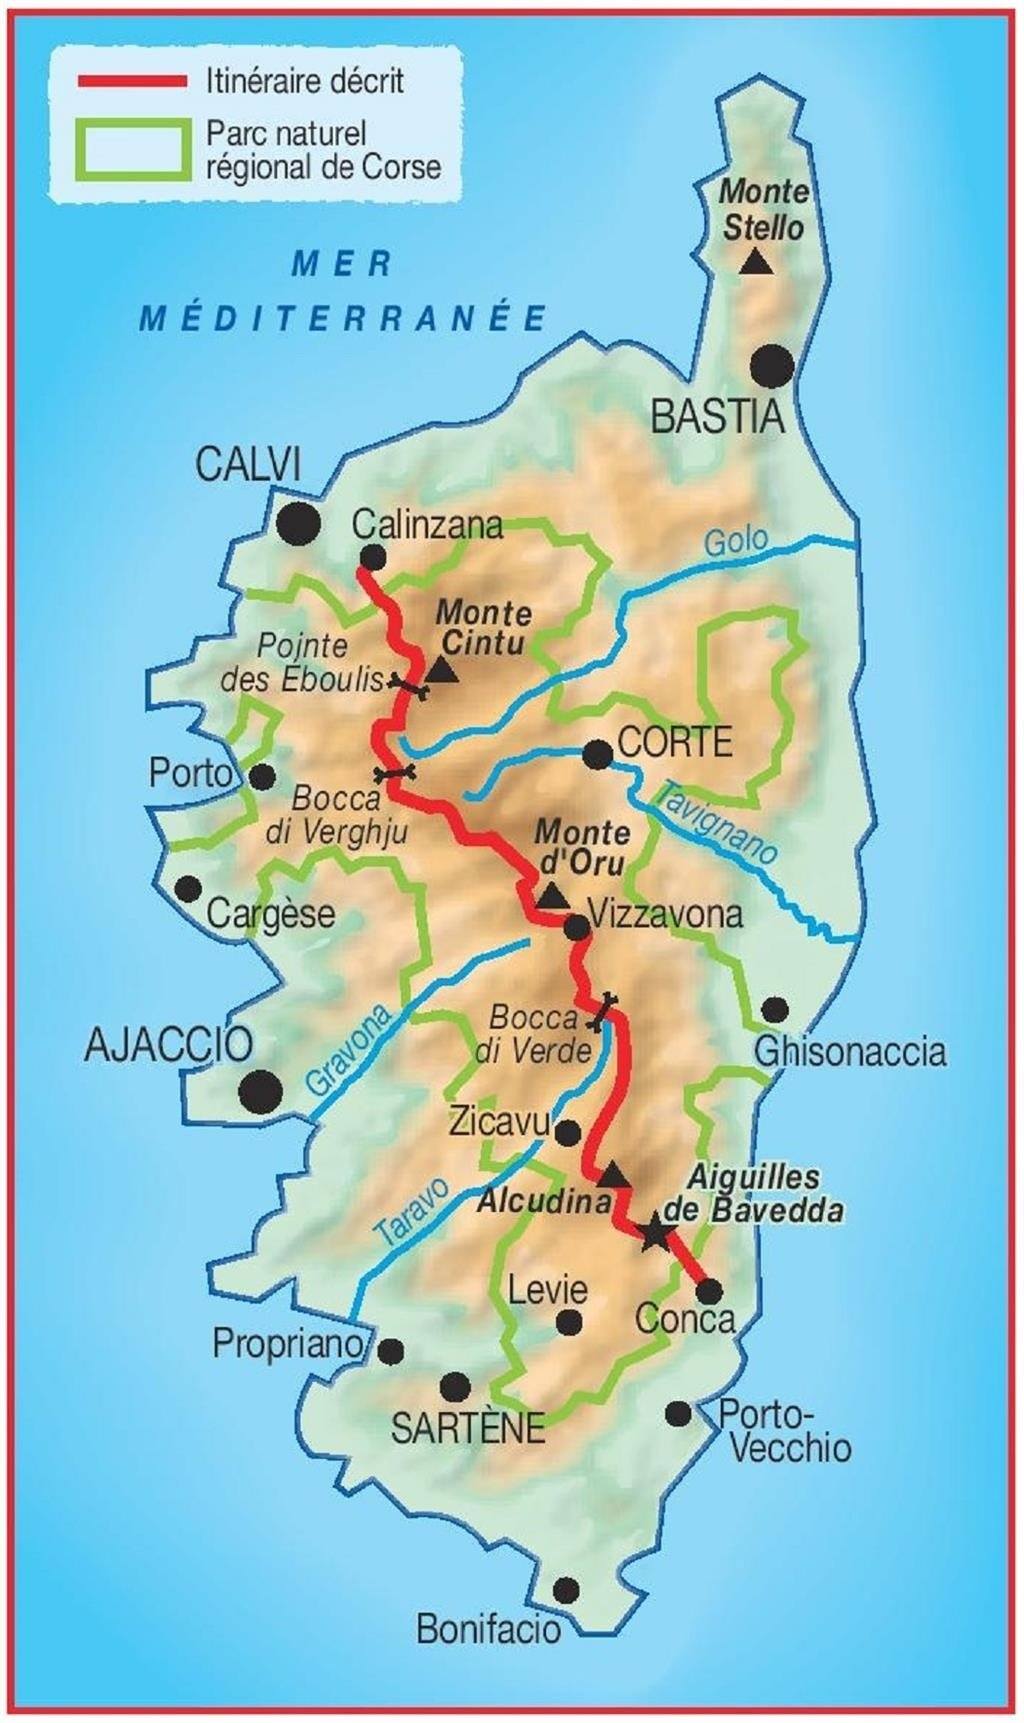 Itinéraire décrit
Parc naturel
régional de Corse
MER
MÉDITERRANÉE
Monte
Stello
BASTIA
CALVI
Calinzana
Golo
Monte
Cintu
Pointe
des Éboulis
CORTE
Porto
Bocca
di Verghju
Tavignano
Monte
d'Oru
Cargèse
Vizzavona
Gravona
Bocca
di Verde
Ghisonaccia
AJACCIO
Zicavu
Aiguilles
de Bavedda
Alcudina
Taravo
Levie
Conca
Propriano
SARTÈNE
Porto-
Vecchio
Bonifacio